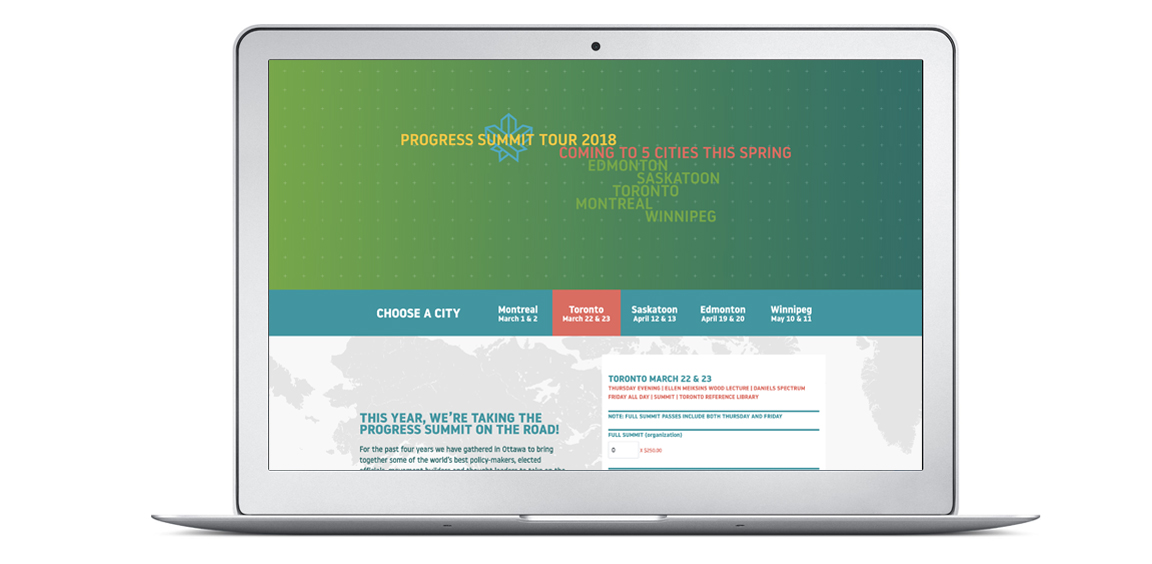 PROGRESS SUMMIT TOUR 2018
COMING TO 5 CITIES THIS SPRING
EDMONTON
SASKATOON
TORONTO
MONTREAL
WINNIPEG
CHOOSE A CITY
Montreal
March 1 & 2
Toronto
March 22 & 23
Saskatoon
April 12 & 13
Edmonton
April 19 & 20
Winnipeg
May 10 & 11
THIS YEAR, WE'RE TAKING THE
PROGRESS SUMMIT ON THE ROAD!
For the past four years we have gathered in Ottawa to bring
together some of the world's best policy-makers, elected
officials, movement builders and thought leaders to take on the
TORONTO MARCH 22 & 23
THURSDAY EVENING | ELLEN MEIKSINS WOOD LECTURE | DANIELS SPECTRUM
FRIDAY ALL DAY | SUMMIT | TORONTO REFERENCE LIBRARY
NOTE: FULL SUMMIT PASSES INCLUDE BOTH THURSDAY AND FRIDAY
FULL SUMMIT (organization)
0 x $250.00